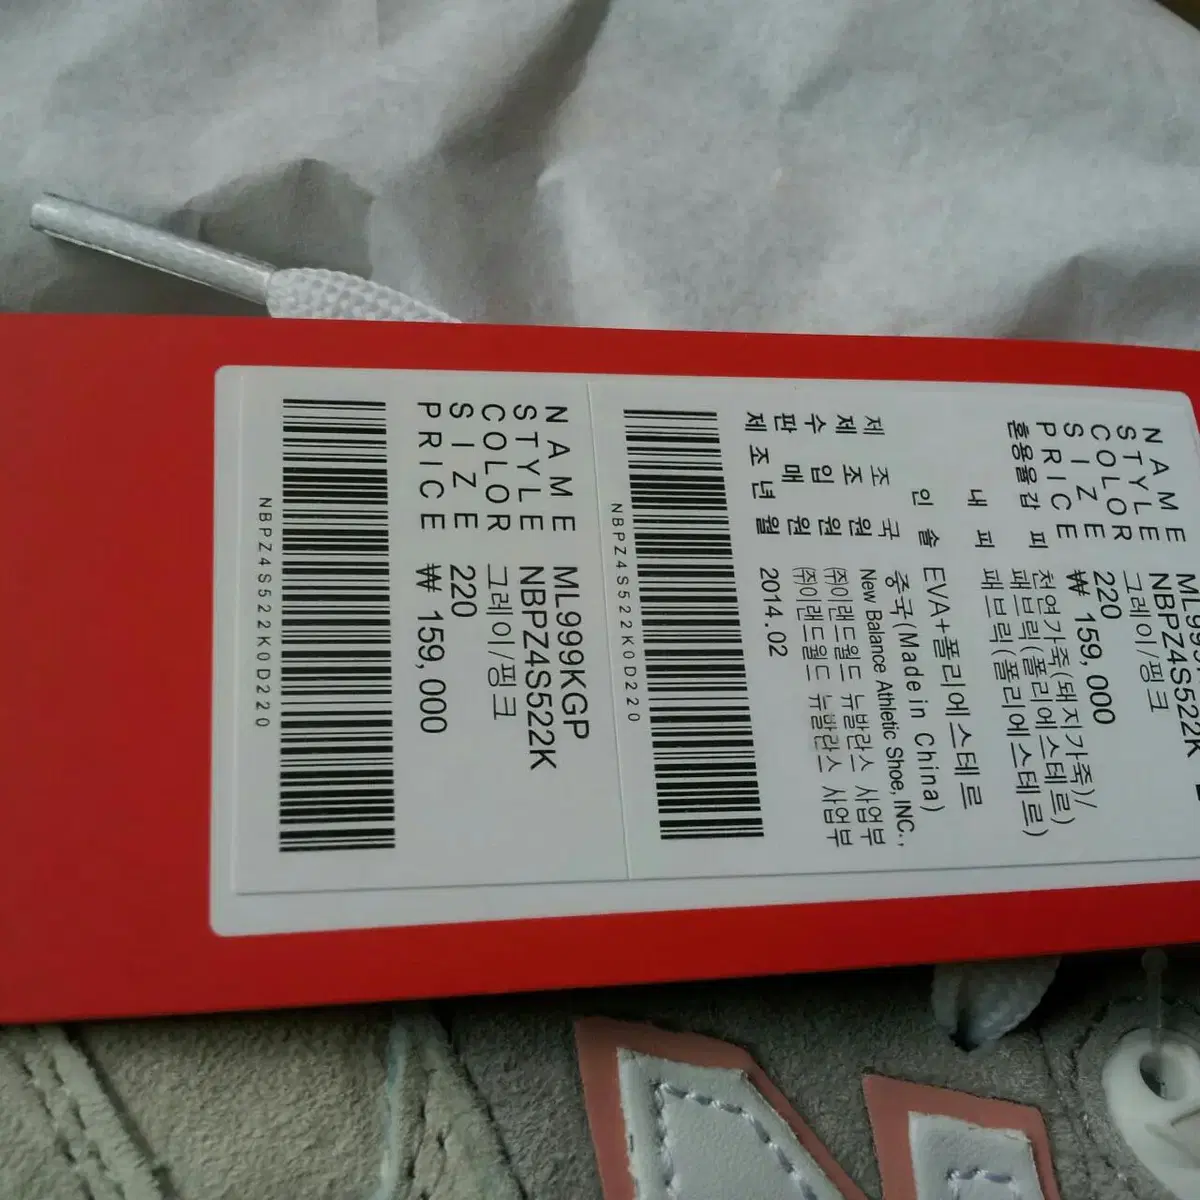 NAME ML999
STYLE NBPZ4S522K
COLOR 그레이/핑크
SIZE 220
PRICE ₩ 159,000
혼용율겉피 천연가죽(돼지가죽)/
패브릭(폴리에스테르)
내피 패브릭(폴리에스테르)
인솔 EVA+폴리에스테르
제조국 중국(Made in China)
제조원 New Balance Athletic Shoe, INC.,
수입원 ㈜이랜드월드 뉴발란스 사업부
판매원 ㈜이랜드월드 뉴발란스 사업부
제조년월 2014.02
NBPZ4S522K0D220
NAME ML999KGP
STYLE NBPZ4S522K
COLOR 그레이/핑크
SIZE 220
PRICE ₩ 159,000
NBPZ4S522K0D220